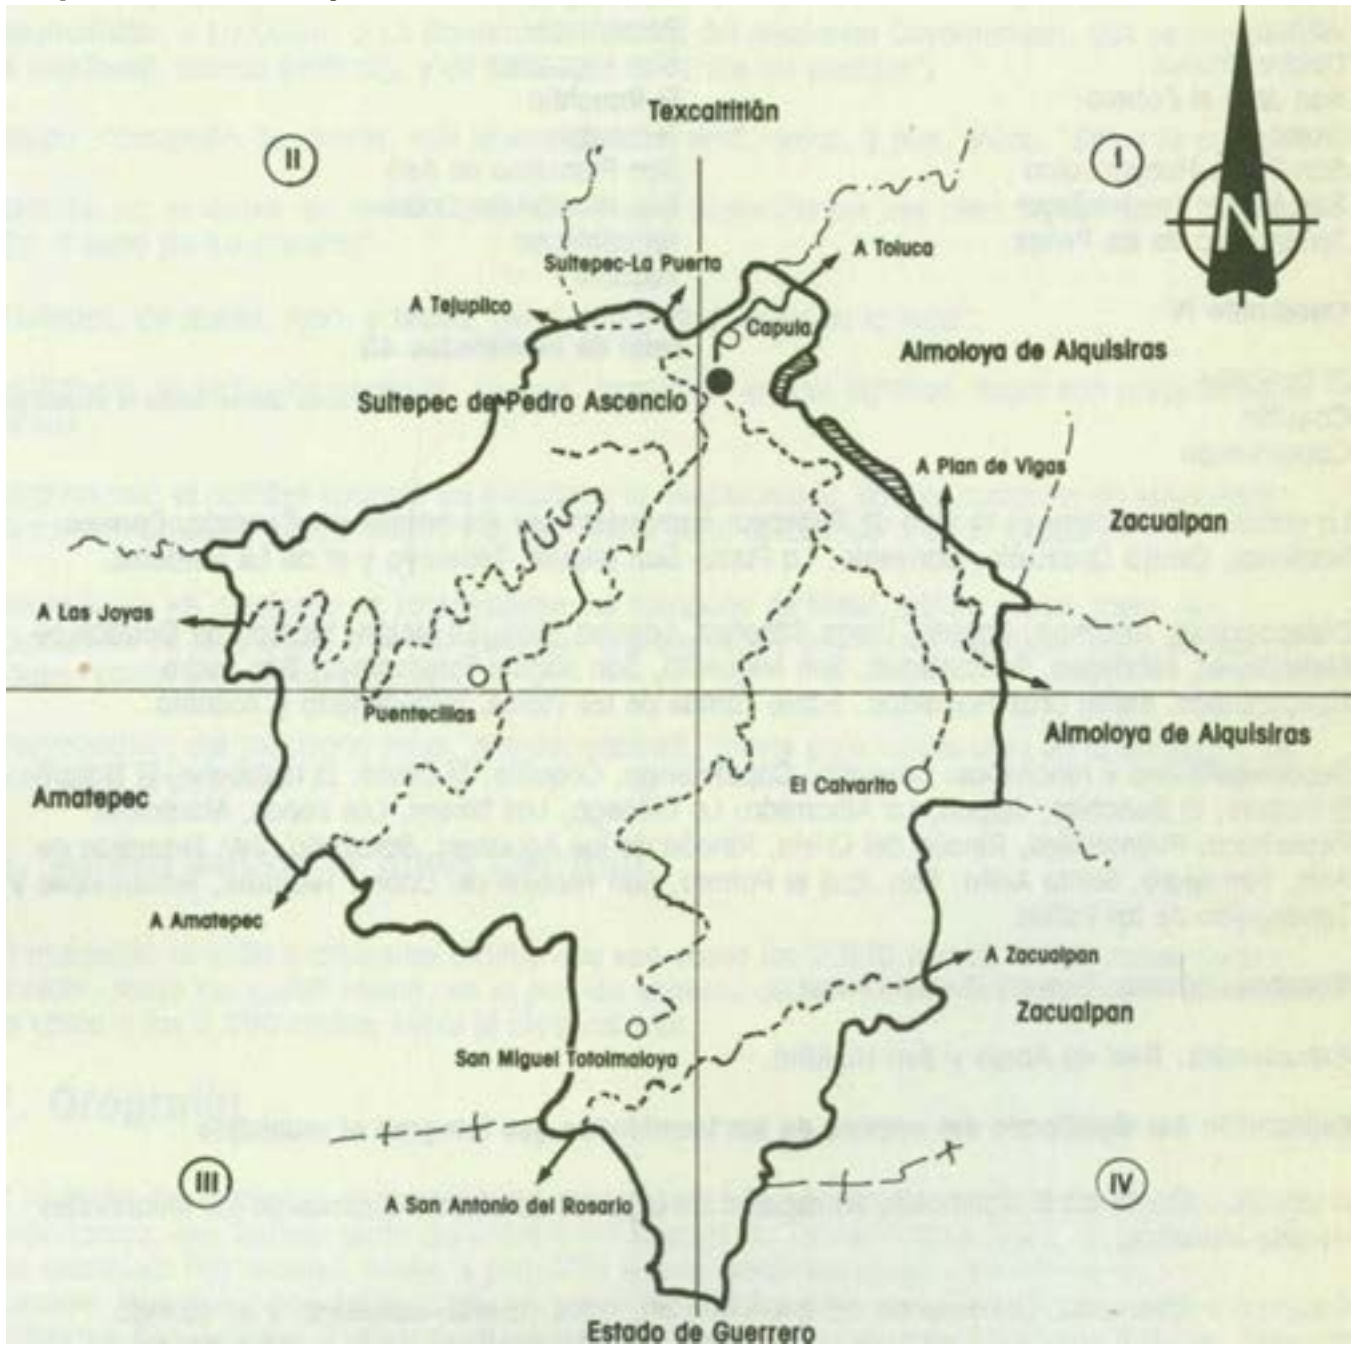 Texcaltitlán
II
I
N
A Toluca
Sultepec-La Puerta
A Tejupilco
Capula
Almoloya de Alquisiras
Sultepec de Pedro Ascencio
A Plan de Vigas
Zacualpan
A Las Joyas
Puentecillas
Almoloya de Alquisiras
El Calvarito
Amatepec
A Amatepec
A Zacualpan
Zacualpan
San Miguel Totolmaloya
III
IV
A San Antonio del Rosario
Estado de Guerrero